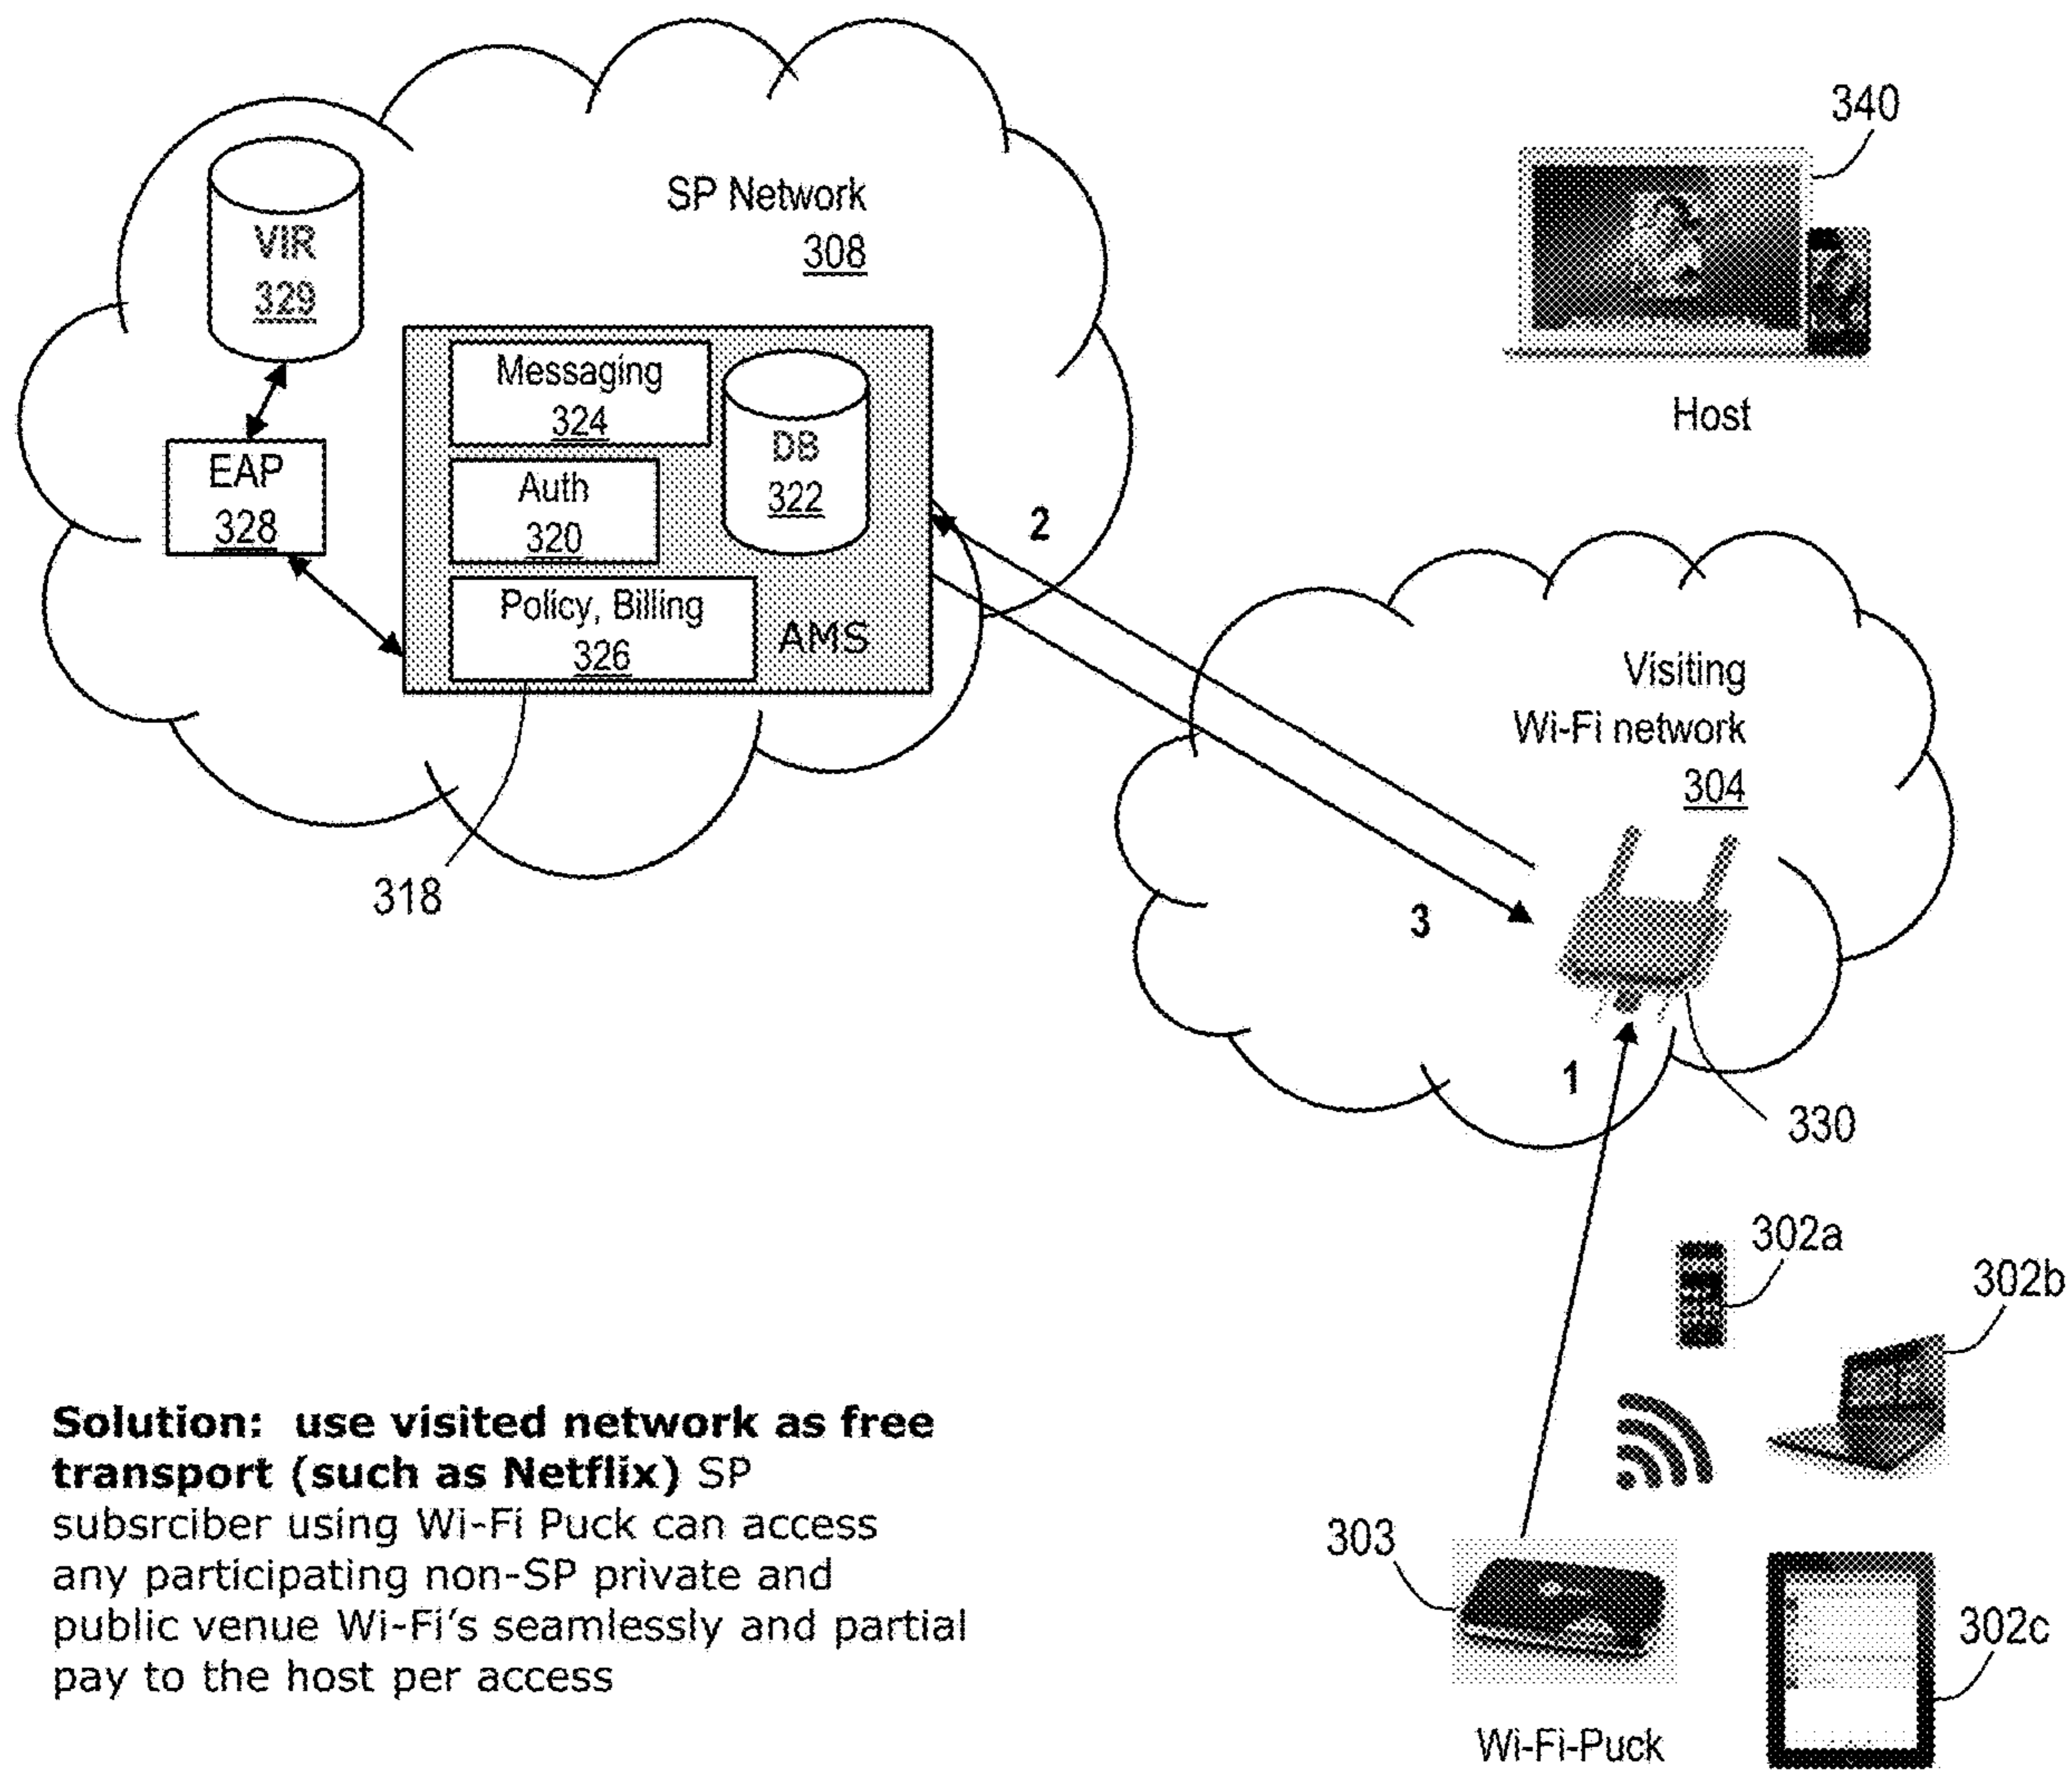 340
SP Network
308
VIR
329
Host
Messaging
324
DB
322
EAP
328
Auth
320
2
Policy, Billing
326
AMS
Visiting
Wi-Fi network
304
318
3
1
330
302a
302b
Solution: use visited network as free
transport (such as Netflix) SP
subsrciber using Wi-Fi Puck can access
any participating non-SP private and
public venue Wi-Fi's seamlessly and partial
pay to the host per access
303
302c
Wi-Fi-Puck